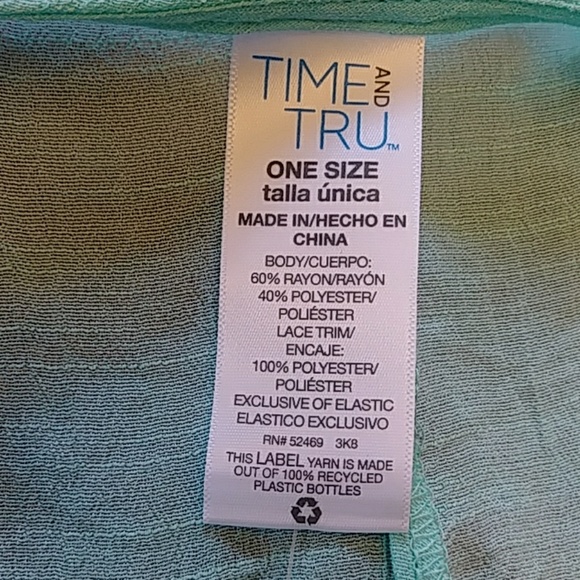 TIME AND
TRU™
ONE SIZE
talla única
MADE IN/HECHO EN
CHINA
BODY/CUERPO:
60% RAYON/RAYÓN
40% POLYESTER/
POLIÉSTER
LACE TRIM/
ENCAJE:
100% POLYESTER/
POLIÉSTER
EXCLUSIVE OF ELASTIC
ELASTICO EXCLUSIVO
RN# 52469 3K8
THIS LABEL YARN IS MADE
OUT OF 100% RECYCLED
PLASTIC BOTTLES